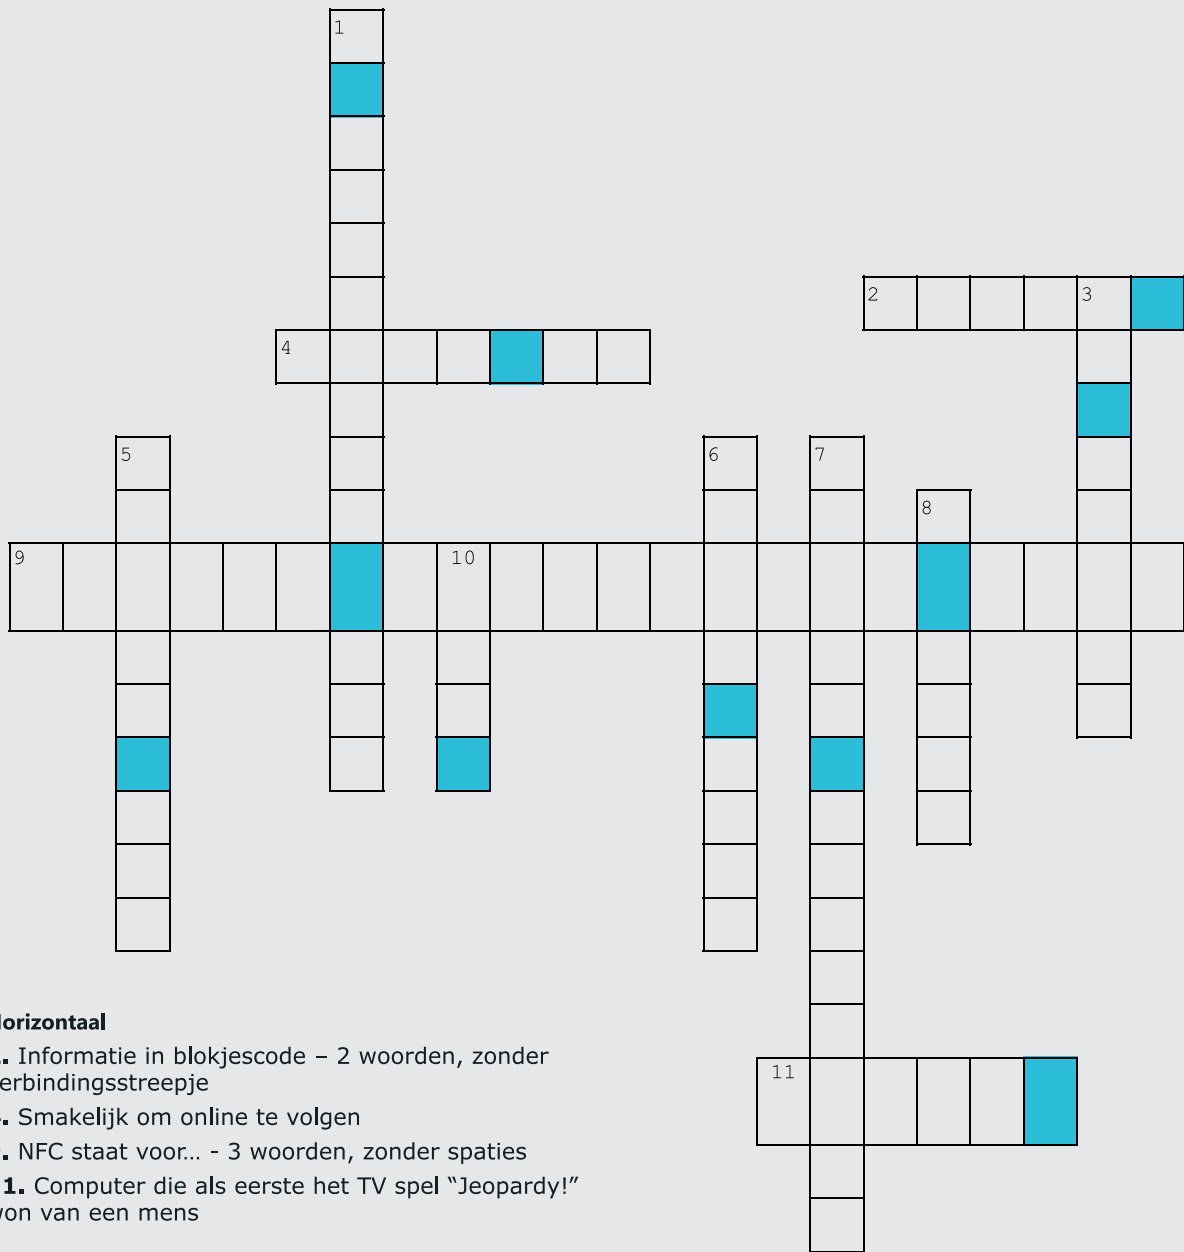 1
2 3
4
5 6 7
8
9 10
11
Horizontaal
. Informatie in blokjescode – 2 woorden, zonder
erbindingsstreepje
. Smakelijk om online te volgen
. NFC staat voor... - 3 woorden, zonder spaties
11. Computer die als eerste het TV spel “Jeopardy!”
won van een mens